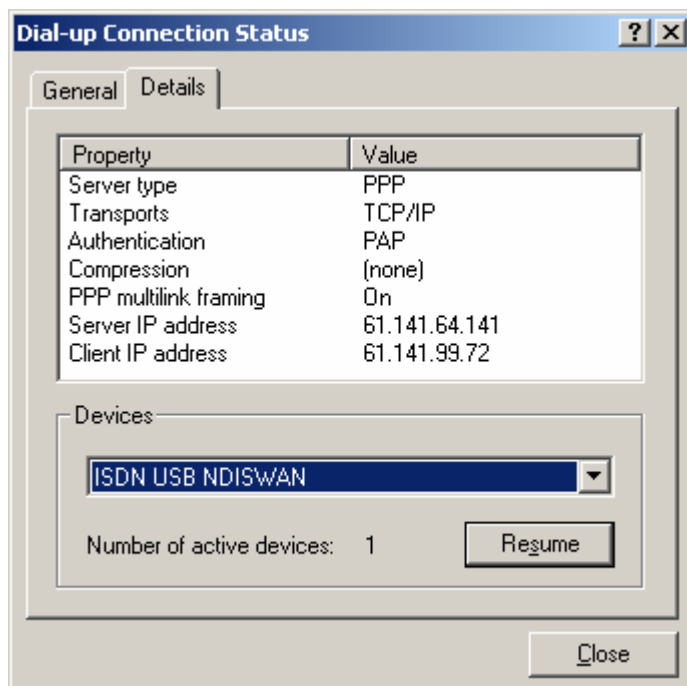 Dial-up Connection Status
General Details
Property Value
Server type PPP
Transports TCP/IP
Authentication PAP
Compression (none)
PPP multilink framing On
Server IP address 61.141.64.141
Client IP address 61.141.99.72
Devices
ISDN USB NDISWAN
Number of active devices: 1 Resume
Close